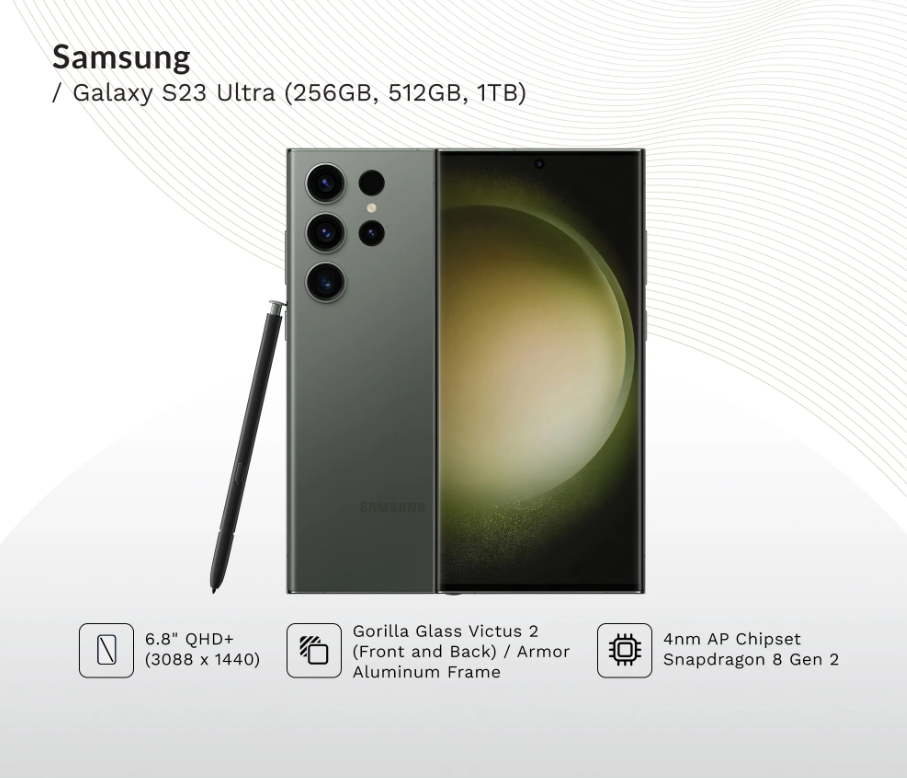 Samsung
/ Galaxy S23 Ultra (256GB, 512GB, 1TB)
SAMSUNG
6.8" QHD+
(3088 x 1440)
Gorilla Glass Victus 2
(Front and Back) / Armor
Aluminum Frame
4nm AP Chipset
Snapdragon 8 Gen 2